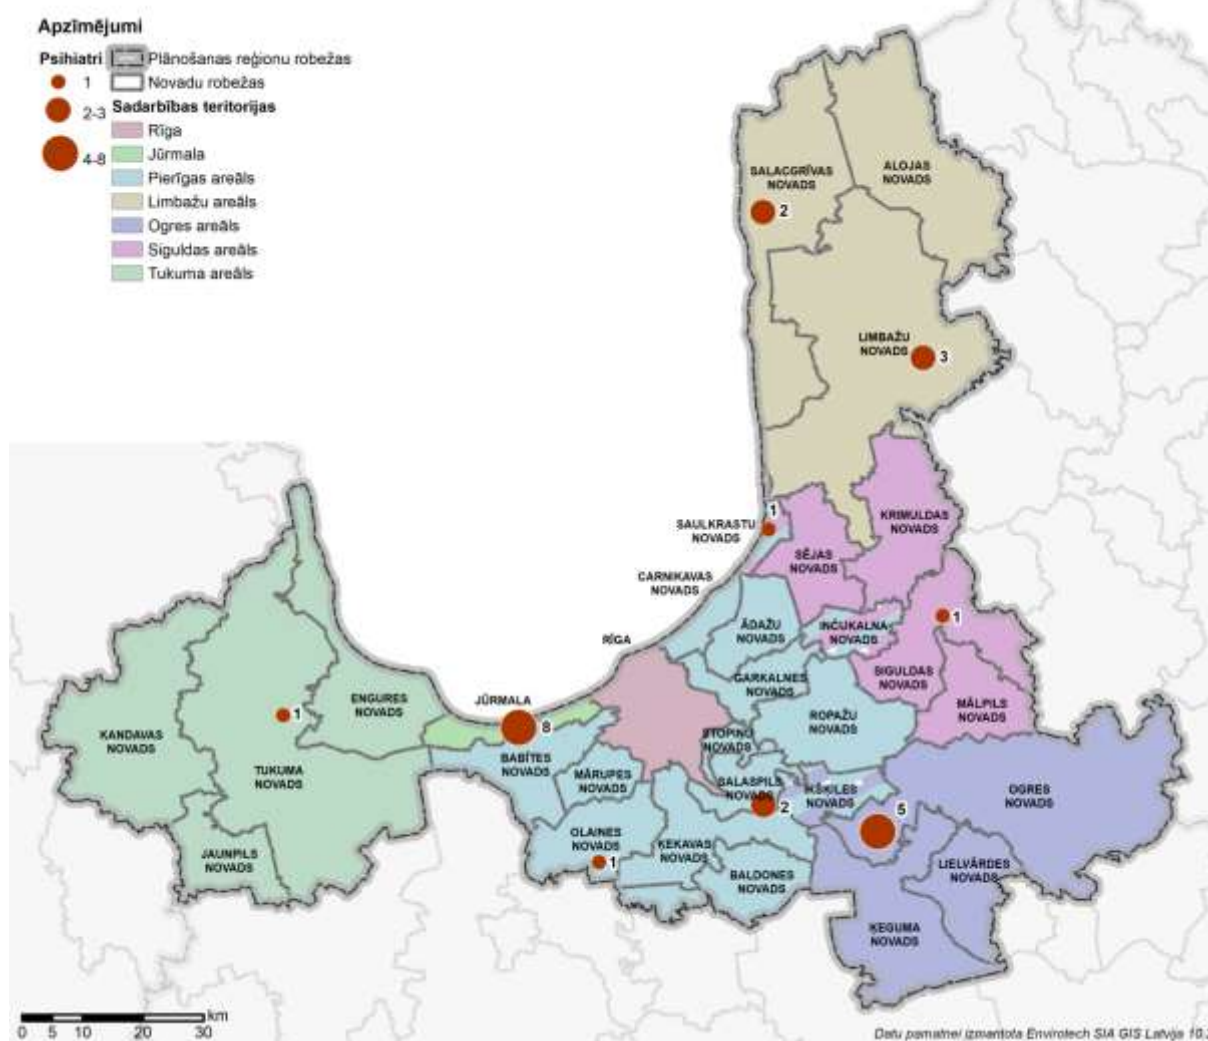 Apzīmējumi
Psihiatri
1
2-3
4-8
Plānošanas reģionu robežas
Novadu robežas
Sadarbības teritorijas
Rīga
Jūrmala
Pierīgas areāls
Limbažu areāls
Ogres areāls
Siguldas areāls
Tukuma areāls
SALACGRĪVAS
NOVADS
2
ALOJAS
NOVADS
LIMBAŽU
NOVADS
3
SAULKRASTU
NOVADS
1
SĒJAS
NOVADS
KRIMULDAS
NOVADS
CARNIKAVAS
NOVADS
RĪGA
ĀDAŽU
NOVADS
INČUKALNA
NOVADS
1
SIGULDAS
NOVADS
MĀLPILS
NOVADS
GARKALNES
NOVADS
ROPAŽU
NOVADS
STOPIŅU
NOVADS
JŪRMALA
8
ENGURES
NOVADS
KANDAVAS
NOVADS
1
TUKUMA
NOVADS
JAUNPILS
NOVADS
BABĪTES
NOVADS
MĀRUPES
NOVADS
SALASPILS
NOVADS
2
IKŠĶILES
NOVADS
OGRES
NOVADS
5
OLAINES
NOVADS
1
ĶEKAVAS
NOVADS
BALDONES
NOVADS
LIELVĀRDES
NOVADS
ĶEGUMA
NOVADS
km
0 5 10 20 30
Datu pamatnei izmantota Envirotech SIA GIS Latvija 10.